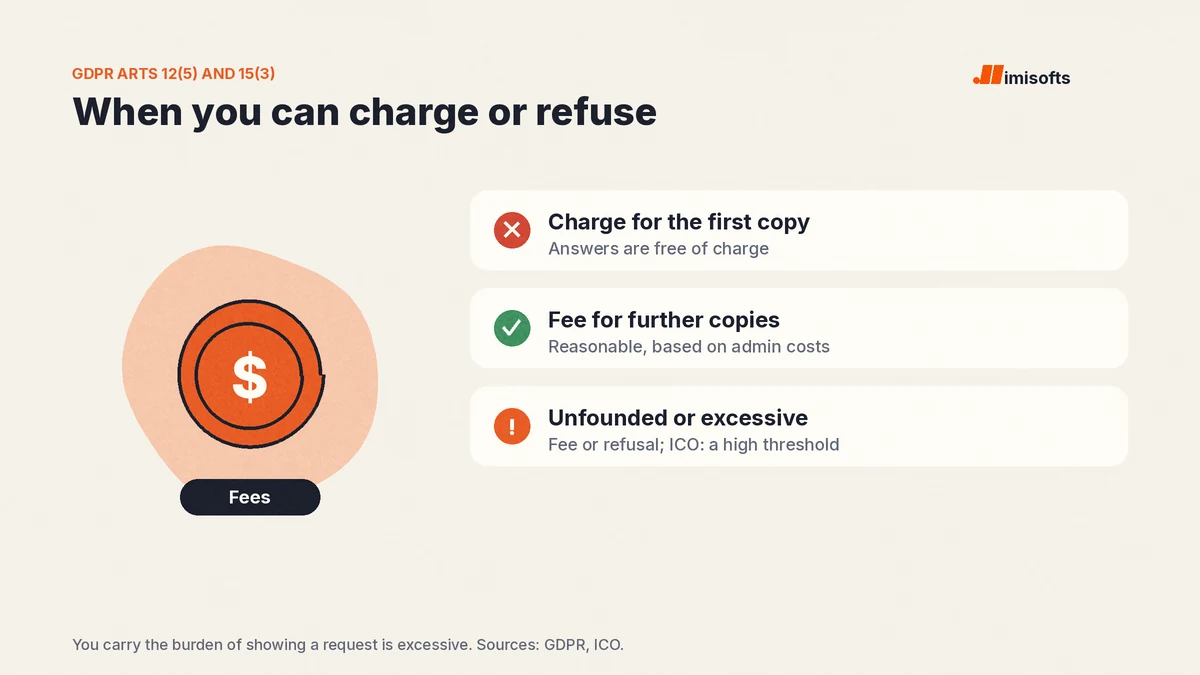 GDPR ARTS 12(5) AND 15(3)
When you can charge or refuse
imisofts
Charge for the first copy
Answers are free of charge
Fee for further copies
Reasonable, based on admin costs
Unfounded or excessive
Fee or refusal; ICO: a high threshold
$
Fees
You carry the burden of showing a request is excessive. Sources: GDPR, ICO.